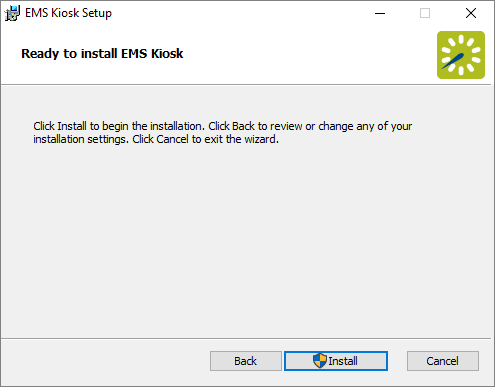 EMS Kiosk Setup
Ready to install EMS Kiosk
Click Install to begin the installation. Click Back to review or change any of your
installation settings. Click Cancel to exit the wizard.
Back
Install
Cancel